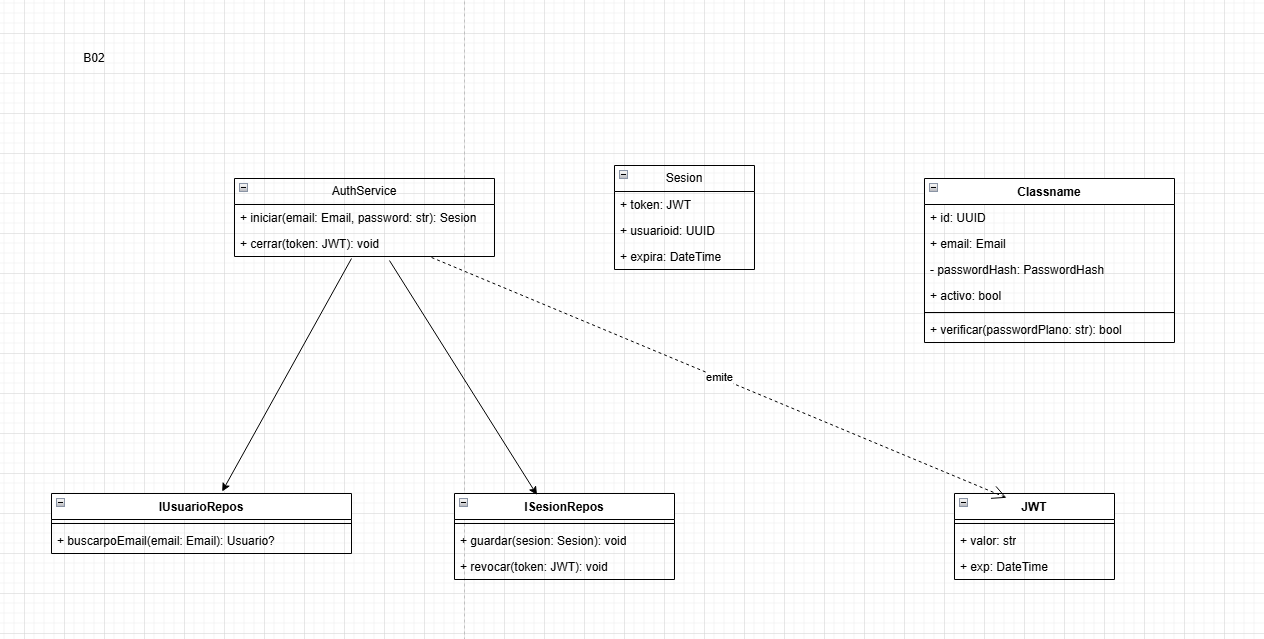 B02
AuthService
+ iniciar(email: Email, password: str): Sesion
+ cerrar(token: JWT): void
Sesion
+ token: JWT
+ usuarioid: UUID
+ expira: DateTime
Classname
+ id: UUID
+ email: Email
- passwordHash: PasswordHash
+ activo: bool
+ verificar(passwordPlano: str): bool
emite
IUsuarioRepos
+ buscarpoEmail(email: Email): Usuario?
ISesionRepos
+ guardar(sesion: Sesion): void
+ revocar(token: JWT): void
JWT
+ valor: str
+ exp: DateTime